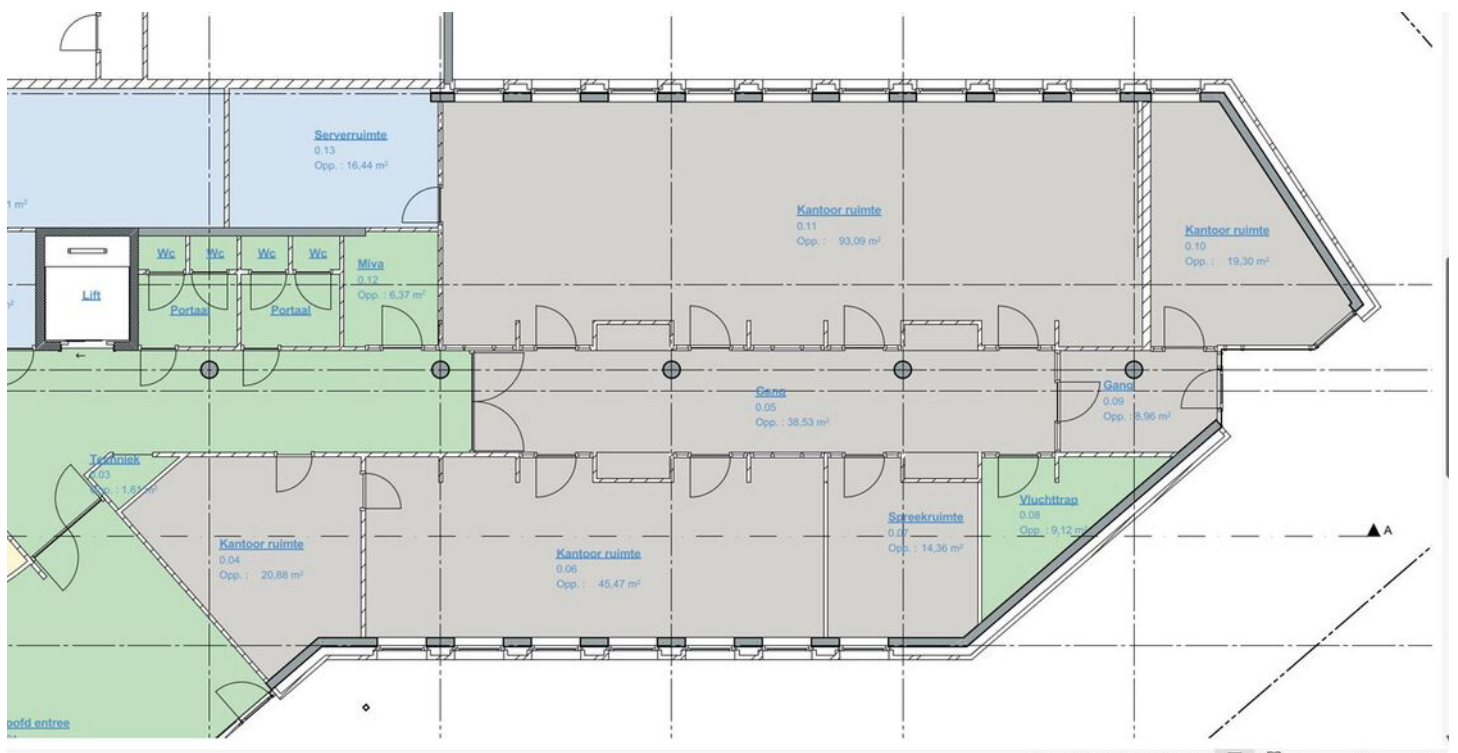 Serverruimte
0.13
Opp. : 16,44 m²
1 m²
Kantoor ruimte
0.11
Opp. : 93,09 m²
Kantoor ruimte
0.10
Opp. : 19,30 m²
Wc
Wc
Wc
Wc
Miva
0.12
Opp. : 6,37 m²
Lift
Portaal
Portaal
←
Gang
0.05
Opp. : 38,53 m²
Gang
0.09
Opp. : 8,96 m²
Techniek
0.03
Opp. : 1,61 m²
Kantoor ruimte
0.04
Opp. : 20,88 m²
Kantoor ruimte
0.06
Opp. : 45,47 m²
Spreekruimte
0.07
Opp. : 14,36 m²
Vluchttrap
0.08
Opp. : 9,12 m²
A
oofd entree